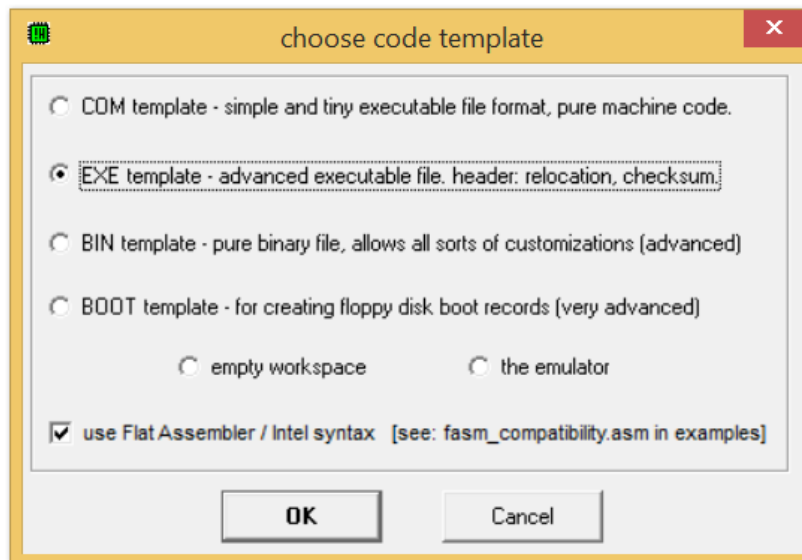 choose code template
COM template - simple and tiny executable file format, pure machine code.
EXE template - advanced executable file. header: relocation, checksum.
BIN template - pure binary file, allows all sorts of customizations (advanced)
BOOT template - for creating floppy disk boot records (very advanced)
empty workspace the emulator
use Flat Assembler / Intel syntax [see: fasm_compatibility.asm in examples]
OK Cancel